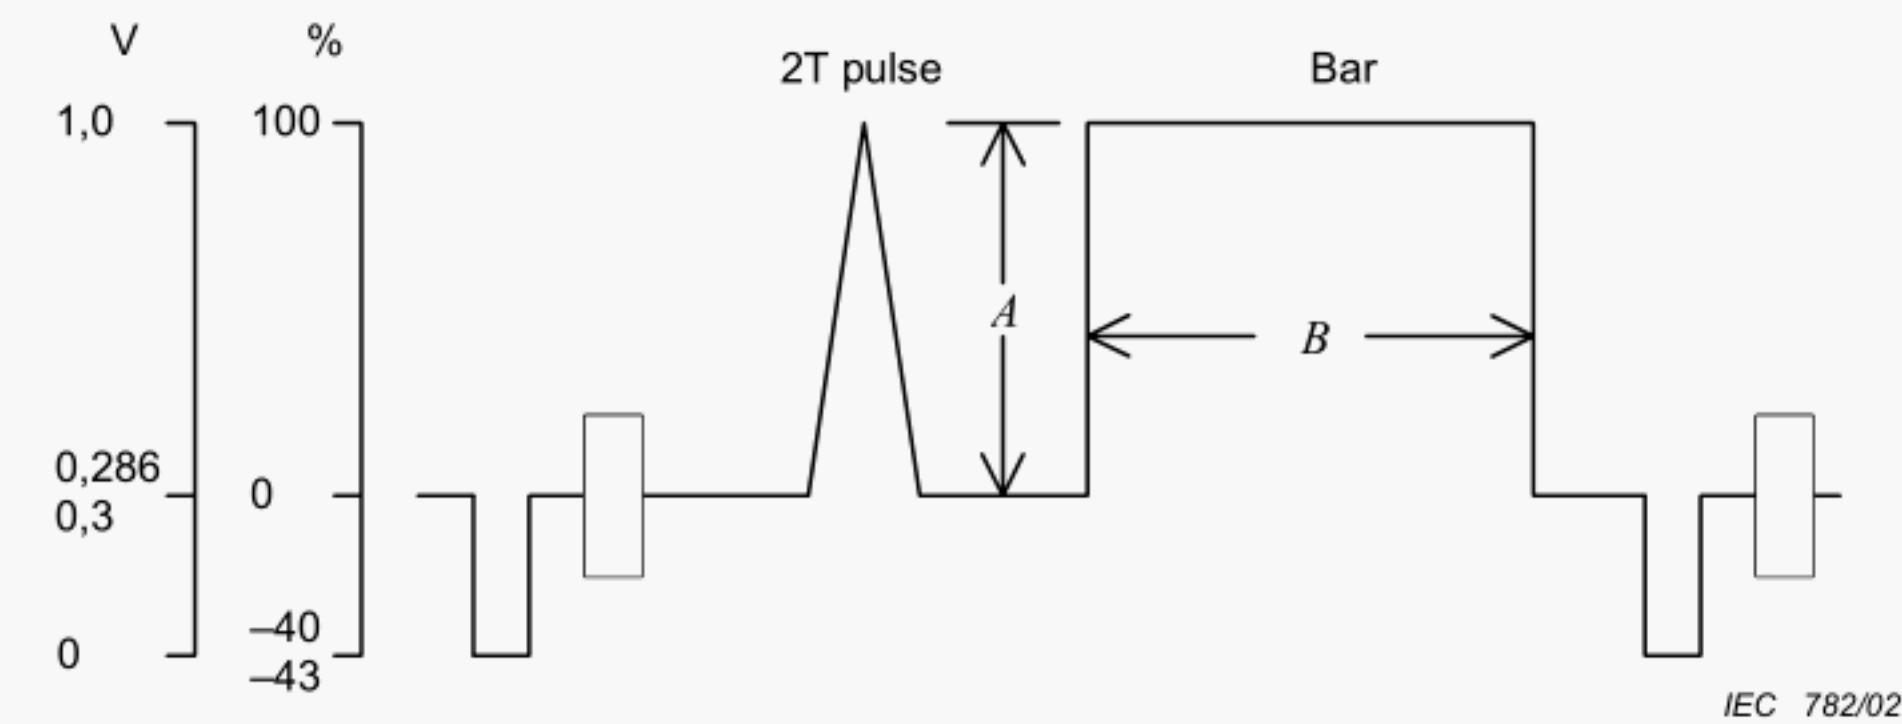 V %
2T pulse Bar
1,0 100
A
B
0,286
0,3 0
–40
0
–43
IEC 782/02